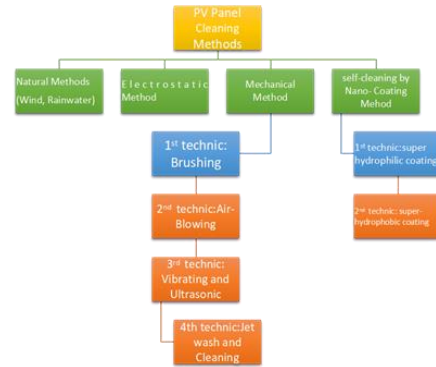 PV Panel
Cleaning
Methods
Natural Methods
(Wind, Rainwater)
Electrostatic
Method
Mechanical
Method
self-cleaning by
Nano- Coating
Mehod
1st technic:
Brushing
1st technic:super
hydrophilic coating
2nd technic:Air-
Blowing
2nd technic: super-
hydrophobic coating
3rd technic:
Vibrating and
Ultrasonic
4th technic:Jet
wash and
Cleaning